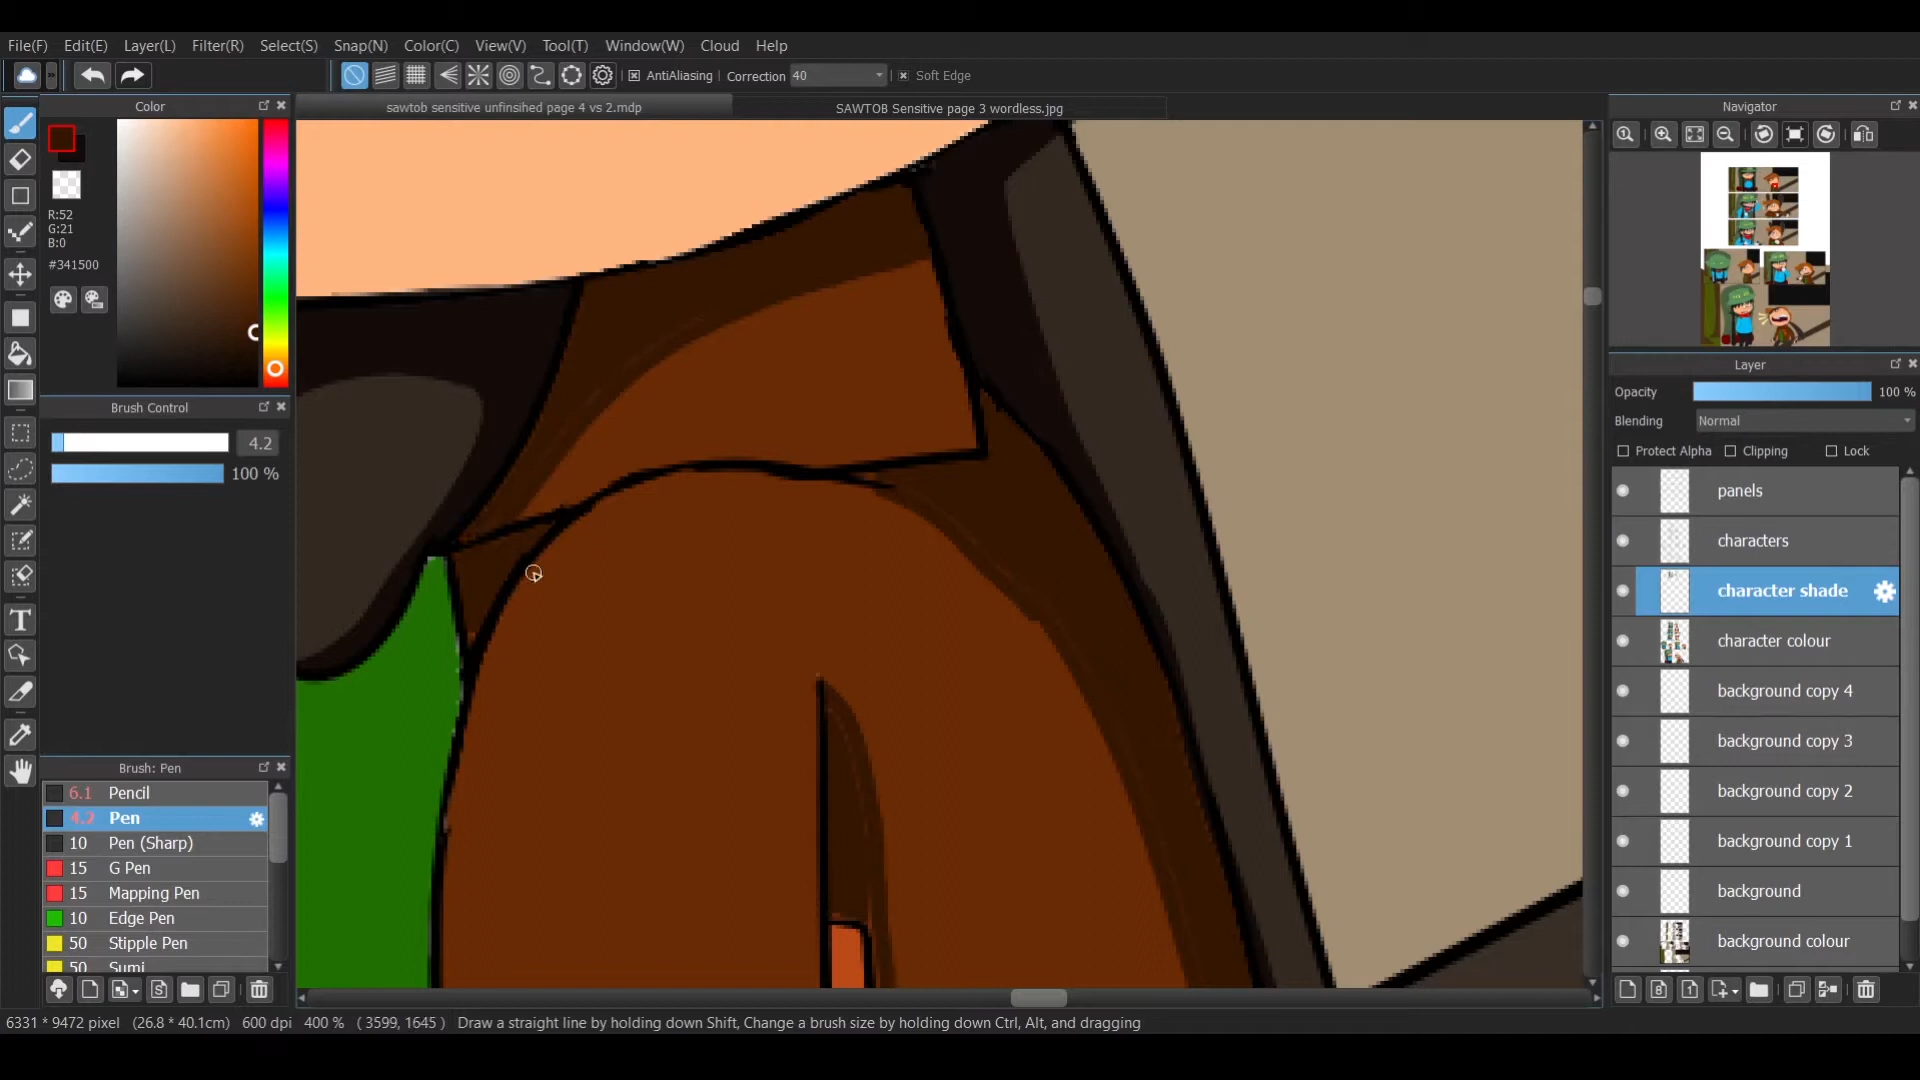 File(F) Edit(E) Layer(L) Filter(R) Select(S) Snap(N) Color(C) View(V) Tool(T) Window(W) Cloud Help
AntiAliasing Correction 40 Soft Edge
Color
sawtob sensitive unfinsihed page 4 vs 2.mdp
SAWTOB Sensitive page 3 wordless.jpg
Navigator
R:52
G:21
B:0
#341500
Brush Control
4.2
100 %
Brush: Pen
6.1 Pencil
4.2 Pen
10 Pen (Sharp)
15 G Pen
15 Mapping Pen
10 Edge Pen
50 Stipple Pen
50 Sumi
Layer
Opacity 100 %
Blending Normal
Protect Alpha Clipping Lock
panels
characters
character shade
character colour
background copy 4
background copy 3
background copy 2
background copy 1
background
background colour
6331 * 9472 pixel (26.8 * 40.1cm) 600 dpi 400 % ( 3599, 1645 ) Draw a straight line by holding down Shift, Change a brush size by holding down Ctrl, Alt, and dragging